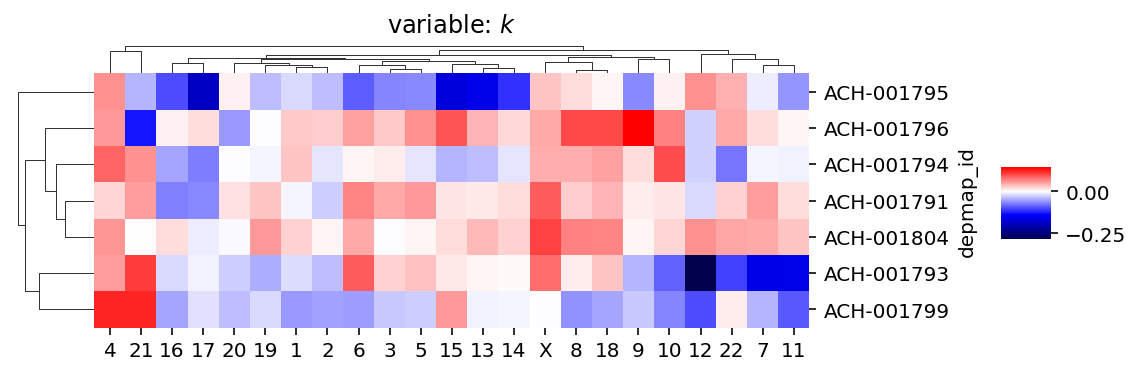 variable: k
ACH-001795
ACH-001796
ACH-001794
ACH-001791
ACH-001804
ACH-001793
ACH-001799
depmap_id
0.00
−0.25
4 21 16 17 20 19 1 2 6 3 5 15 13 14 X 8 18 9 10 12 22 7 11